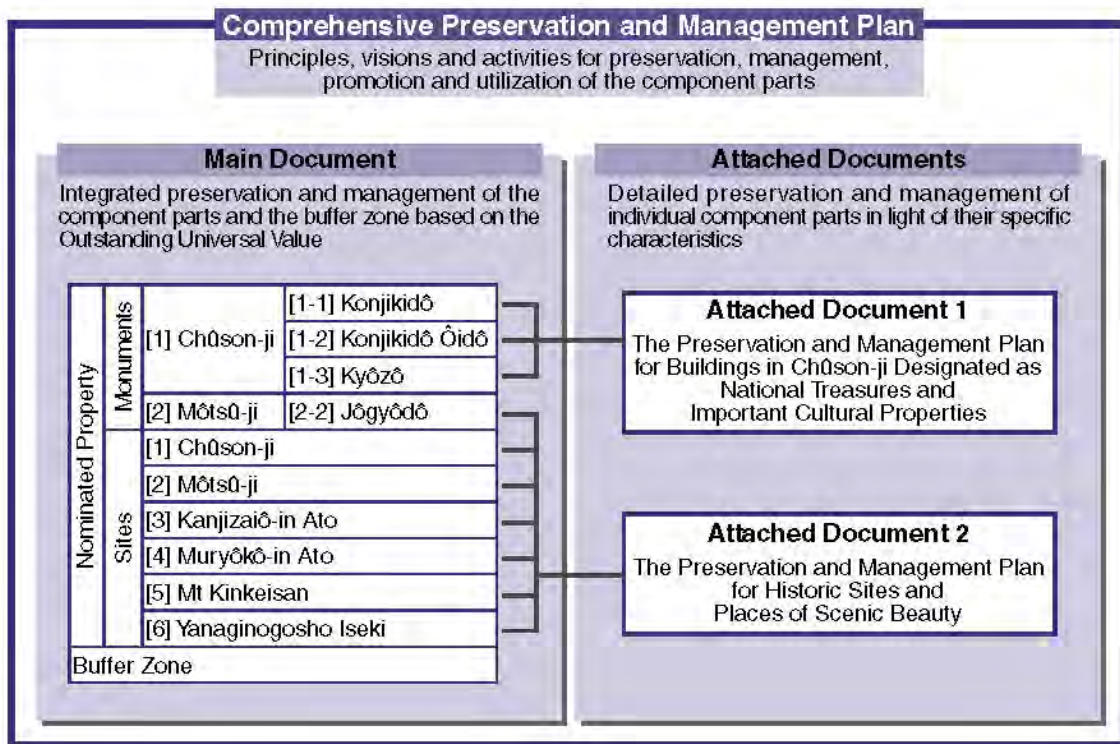 Comprehensive Preservation and Management Plan
Principles, visions and activities for preservation, management,
promotion and utilization of the component parts
Main Document
Integrated preservation and management of the
component parts and the buffer zone based on the
Outstanding Universal Value
Nominated Property
Monuments
[1] Chûson-ji
[1-1] Konjikidô
[1-2] Konjikidô Ôidô
[1-3] Kyôzô
[2] Môtsû-ji
[2-2] Jôgyôdô
Sites
[1] Chûson-ji
[2] Môtsû-ji
[3] Kanjizaiô-in Ato
[4] Muryôkô-in Ato
[5] Mt Kinkeisan
[6] Yanaginogosho Iseki
Buffer Zone
Attached Documents
Detailed preservation and management of
individual component parts in light of their specific
characteristics
Attached Document 1
The Preservation and Management Plan
for Buildings in Chûson-ji Designated as
National Treasures and
Important Cultural Properties
Attached Document 2
The Preservation and Management Plan
for Historic Sites and
Places of Scenic Beauty